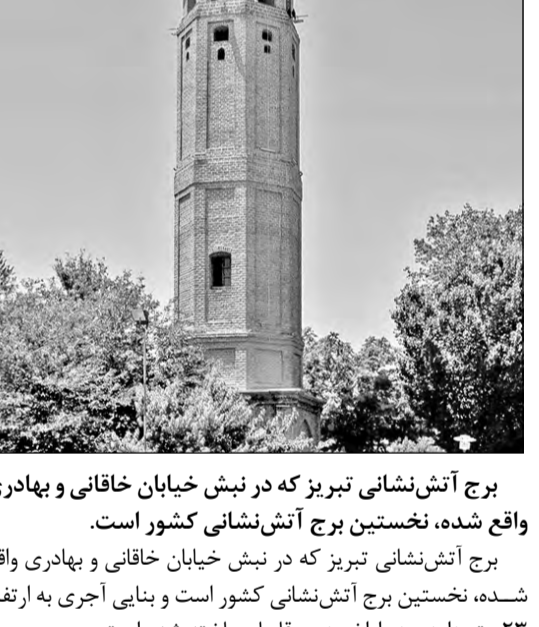 برج آتش‌نشانی تبریز که در نبش خیابان خاقانی و بهادری
واقع شده، نخستین برج آتش‌نشانی کشور است.
برج آتش‌نشانی تبریز که در نبش خیابان خاقانی و بهادری
شــده، نخستین برج آتش‌نشانی کشور است و بنایی آجری به